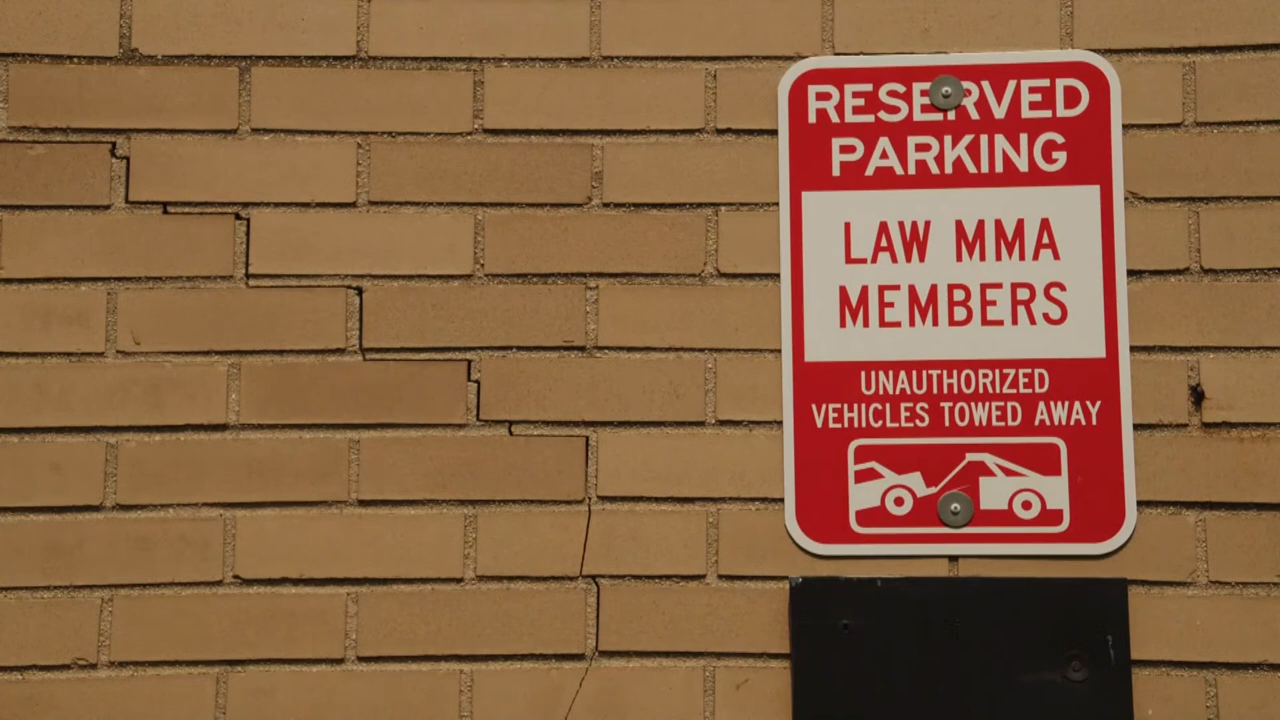 RESERVED
PARKING
LAW MMA
MEMBERS
UNAUTHORIZED
VEHICLES TOWED AWAY